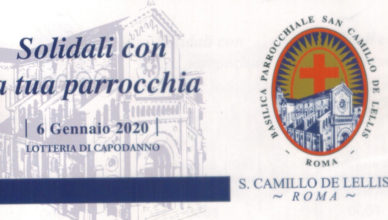 Solidali con
a tua parrocchia
| 6 Gennaio 2020 |
LOTTERIA DI CAPODANNO
BASILICA PARROCCHIALE SAN CAMILLO DE LELLIS
- ROMA -
S. CAMILLO DE LELLIS
~ ROMA ~